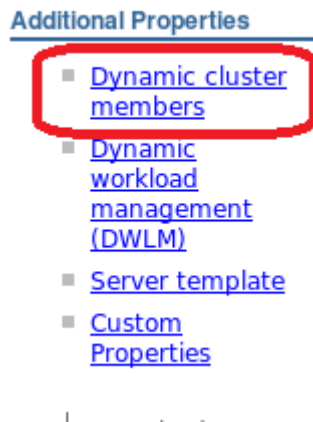 Additional Properties
Dynamic cluster
members
Dynamic
workload
management
(DWLM)
Server template
Custom
Properties